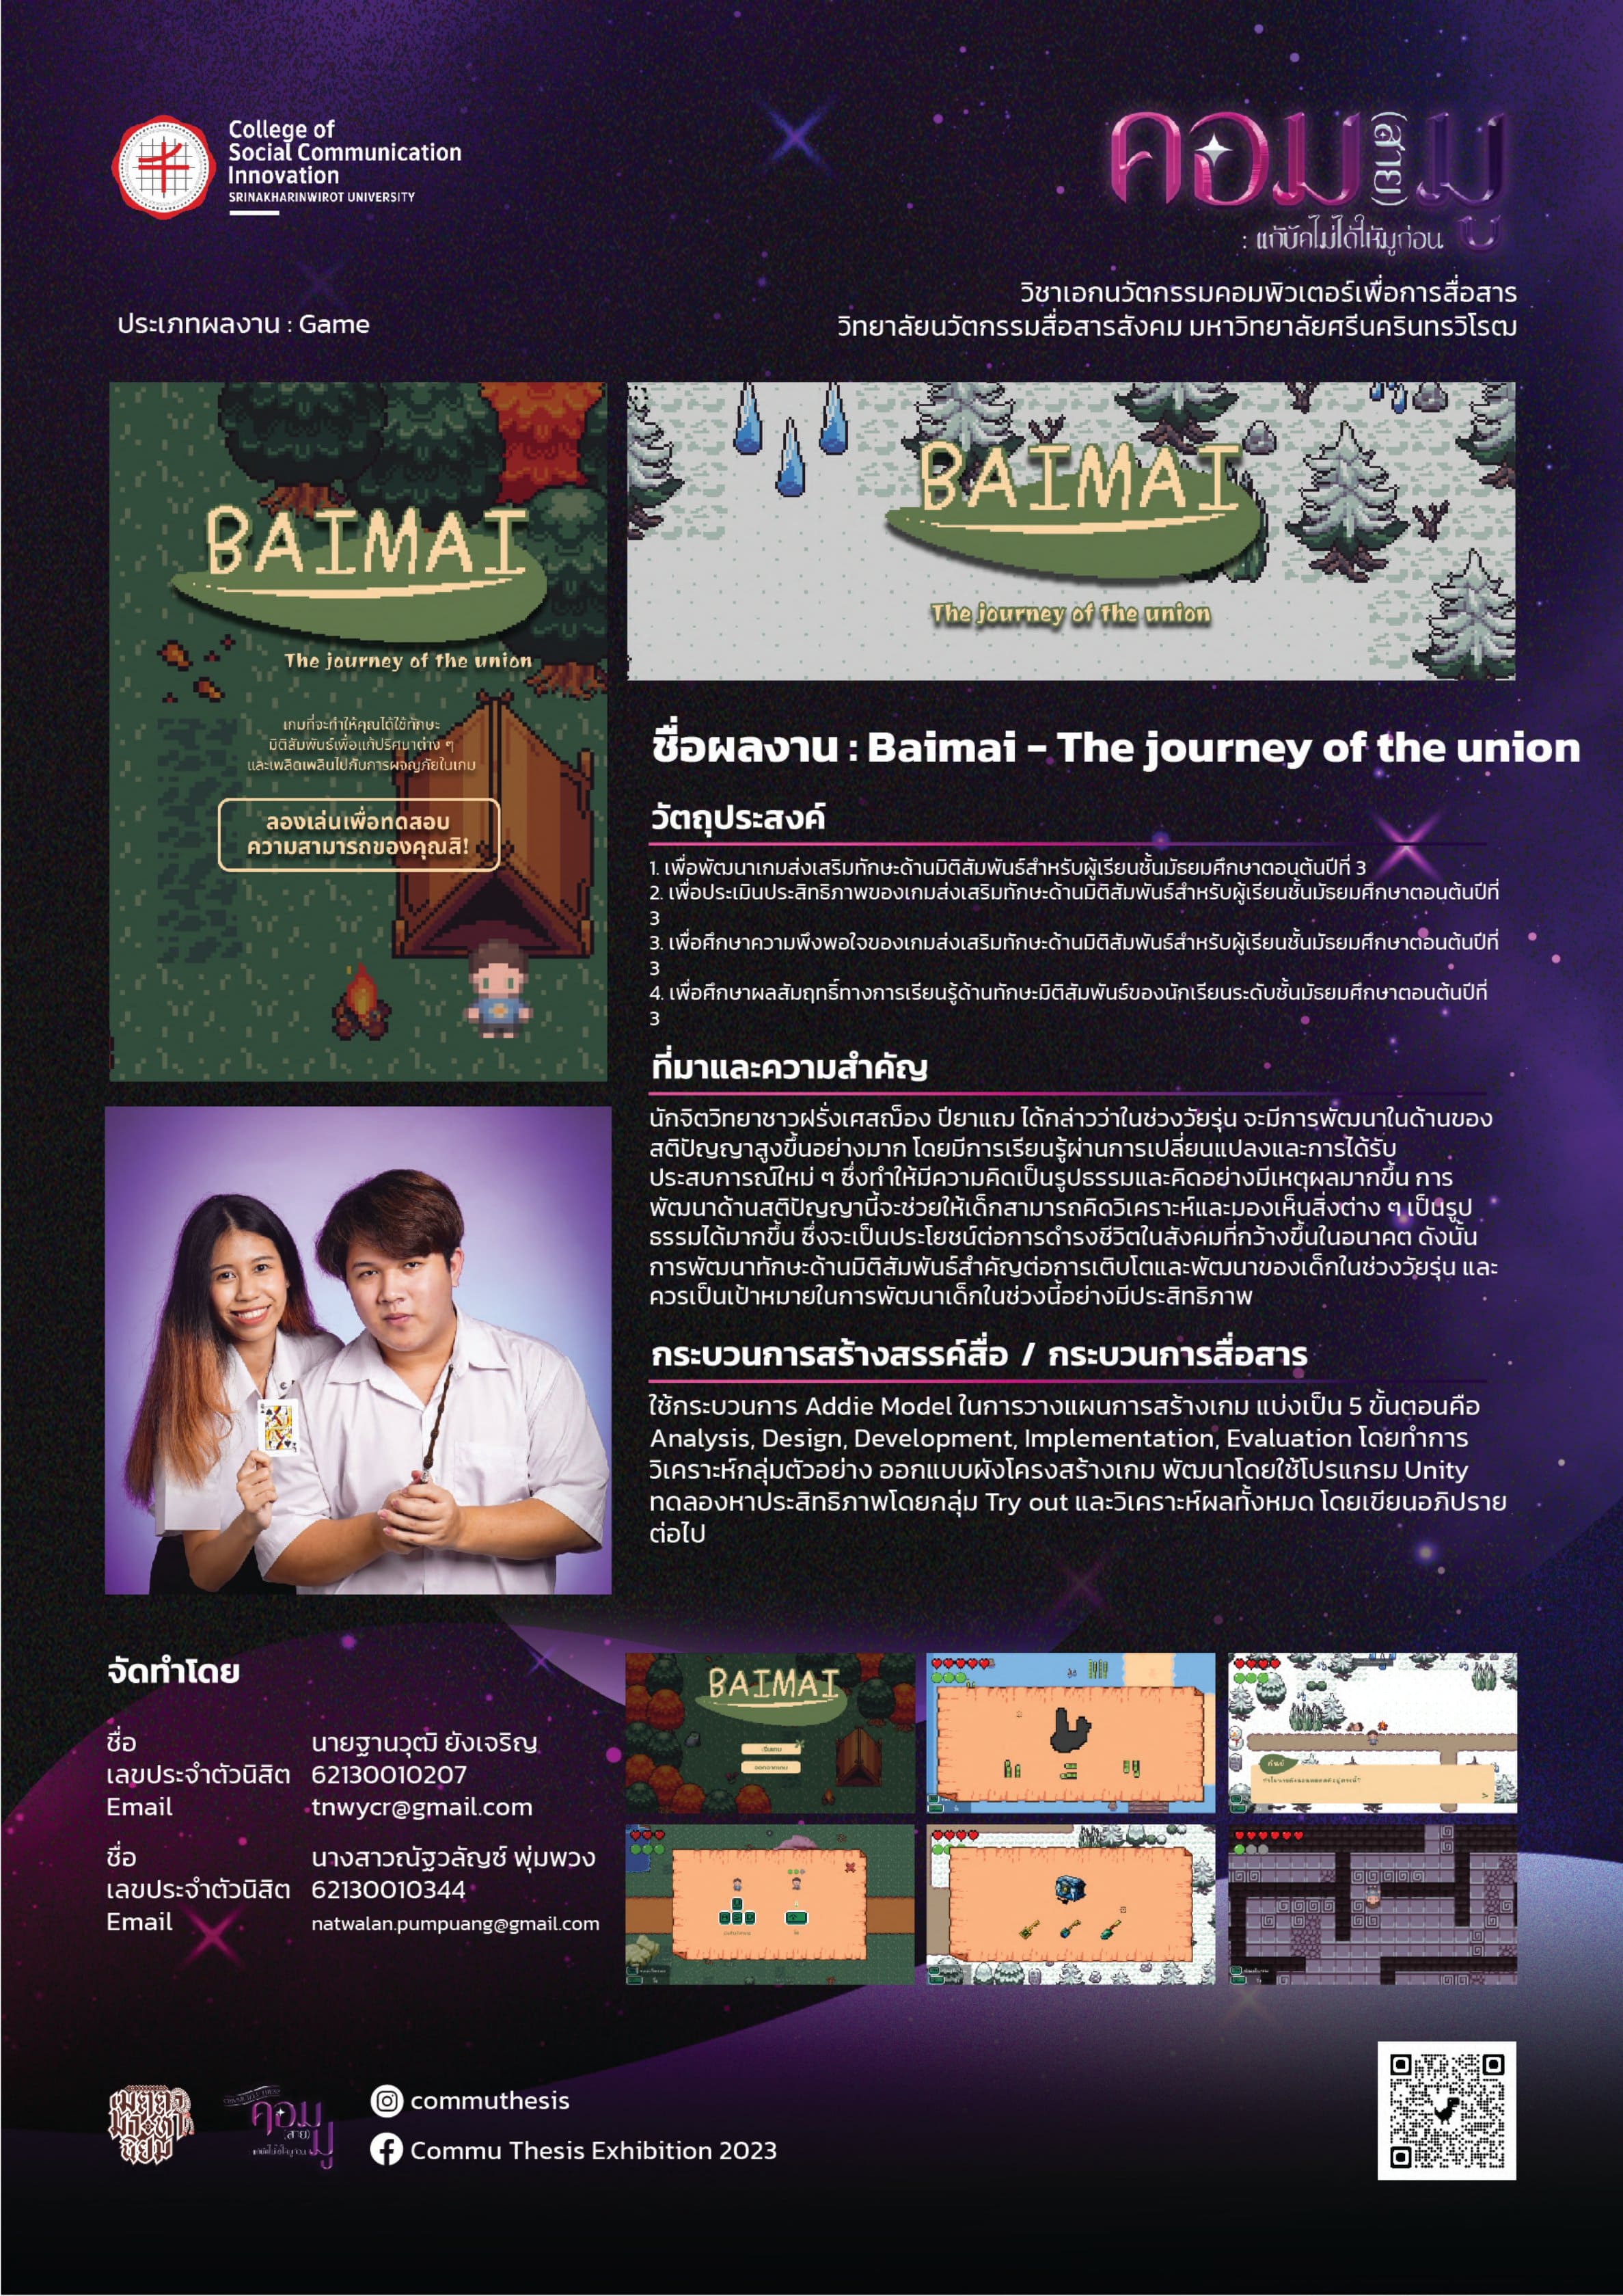 College of
Social Communication
Innovation
SRINAKHARINWIROT UNIVERSITY
คอม(สาย)มู
: แก้บัคไม่ได้ให้มูก่อน
วิชาเอกนวัตกรรมคอมพิวเตอร์เพื่อการสื่อสาร
วิทยาลัยนวัตกรรมสื่อสารสังคม มหาวิทยาลัยศรีนครินทรวิโรฒ
ประเภทผลงาน : Game
BAIMAI
The journey of the union
เกมที่จะทำให้คุณได้ใช้ทักษะ
มิติสัมพันธ์เพื่อแก้ปริศนาต่าง ๆ
และเพลิดเพลินไปกับการผจญภัยในเกม
ลองเล่นเพื่อทดสอบ
ความสามารถของคุณสิ!
BAIMAI
The journey of the union
ชื่อผลงาน : Baimai - The journey of the union
วัตถุประสงค์
1. เพื่อพัฒนาเกมส่งเสริมทักษะด้านมิติสัมพันธ์สำหรับผู้เรียนชั้นมัธยมศึกษาตอนต้นปีที่ 3
2. เพื่อประเมินประสิทธิภาพของเกมส่งเสริมทักษะด้านมิติสัมพันธ์สำหรับผู้เรียนชั้นมัธยมศึกษาตอนต้นปีที่
3
3. เพื่อศึกษาความพึงพอใจของเกมส่งเสริมทักษะด้านมิติสัมพันธ์สำหรับผู้เรียนชั้นมัธยมศึกษาตอนต้นปีที่
3
4. เพื่อศึกษาผลสัมฤทธิ์ทางการเรียนรู้ด้านทักษะมิติสัมพันธ์ของนักเรียนระดับชั้นมัธยมศึกษาตอนต้นปีที่
3
ที่มาและความสำคัญ
นักจิตวิทยาชาวฝรั่งเศสฌ็อง ปียาแฌ ได้กล่าวว่าในช่วงวัยรุ่น จะมีการพัฒนาในด้านของ
สติปัญญาสูงขึ้นอย่างมาก โดยมีการเรียนรู้ผ่านการเปลี่ยนแปลงและการได้รับ
ประสบการณ์ใหม่ ๆ ซึ่งทำให้มีความคิดเป็นรูปธรรมและคิดอย่างมีเหตุผลมากขึ้น การ
พัฒนาด้านสติปัญญานี้จะช่วยให้เด็กสามารถคิดวิเคราะห์และมองเห็นสิ่งต่าง ๆ เป็นรูป
ธรรมได้มากขึ้น ซึ่งจะเป็นประโยชน์ต่อการดำรงชีวิตในสังคมที่กว้างขึ้นในอนาคต ดังนั้น
การพัฒนาทักษะด้านมิติสัมพันธ์สำคัญต่อการเติบโตและพัฒนาของเด็กในช่วงวัยรุ่น และ
ควรเป็นเป้าหมายในการพัฒนาเด็กในช่วงนี้อย่างมีประสิทธิภาพ
กระบวนการสร้างสรรค์สื่อ / กระบวนการสื่อสาร
ใช้กระบวนการ Addie Model ในการวางแผนการสร้างเกม แบ่งเป็น 5 ขั้นตอนคือ
Analysis, Design, Development, Implementation, Evaluation โดยทำการ
วิเคราะห์กลุ่มตัวอย่าง ออกแบบผังโครงสร้างเกม พัฒนาโดยใช้โปรแกรม Unity
ทดลองหาประสิทธิภาพโดยกลุ่ม Try out และวิเคราะห์ผลทั้งหมด โดยเขียนอภิปราย
ต่อไป
จัดทำโดย
ชื่อ นายฐานวุฒิ ยังเจริญ
เลขประจำตัวนิสิต 62130010207
Email tnwycr@gmail.com
ชื่อ นางสาวณัฐวลัญช์ พุ่มพวง
เลขประจำตัวนิสิต 62130010344
Email natwalan.pumpuang@gmail.com
BAIMAI
คอม
(สาย)
มู
commuthesis
Commu Thesis Exhibition 2023